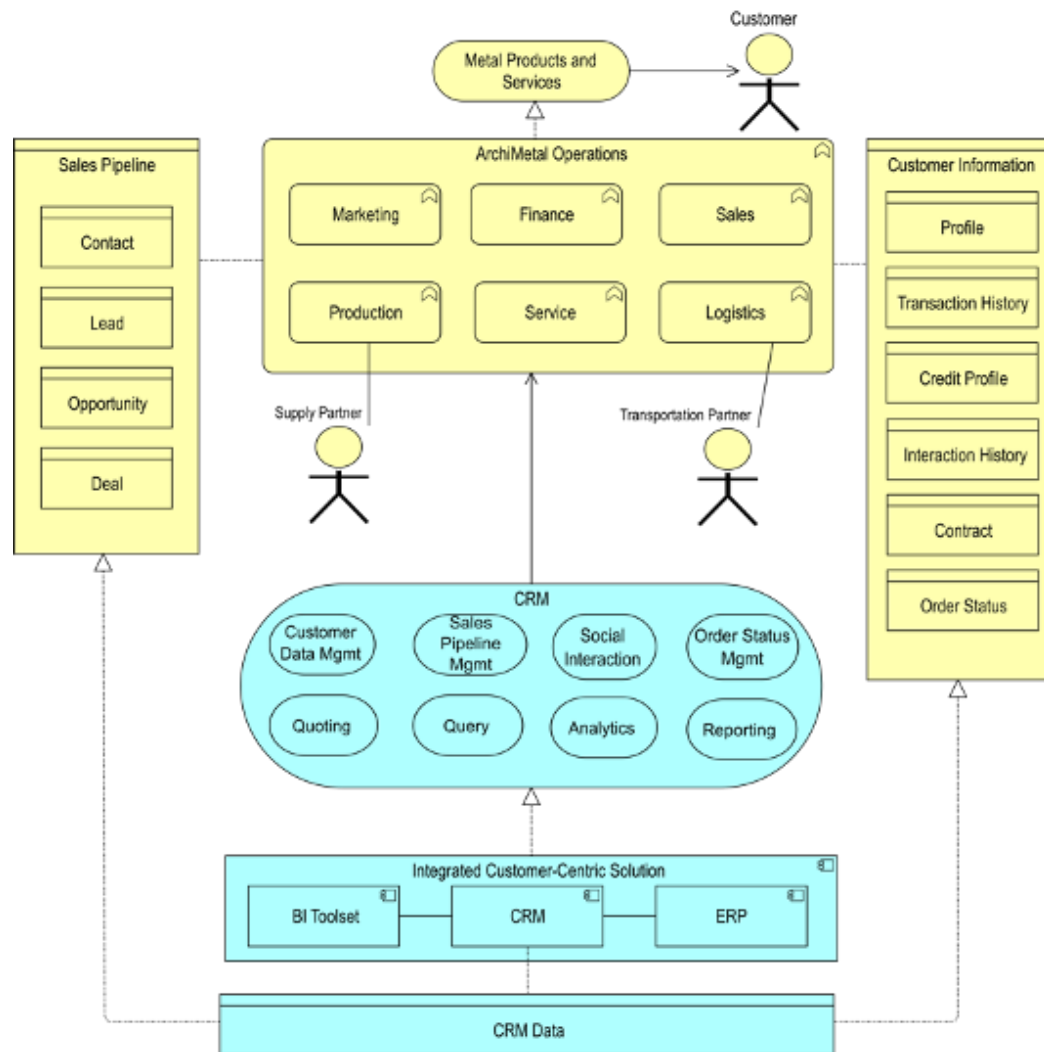 Customer
Metal Products and
Services
Sales Pipeline
Contact
Lead
Opportunity
Deal
ArchiMetal Operations
Marketing
Finance
Sales
Production
Service
Logistics
Customer Information
Profile
Transaction History
Credit Profile
Interaction History
Contract
Order Status
Supply Partner
Transportation Partner
CRM
Customer
Data Mgmt
Sales
Pipeline
Mgmt
Social
Interaction
Order Status
Mgmt
Quoting
Query
Analytics
Reporting
Integrated Customer-Centric Solution
BI Toolset
CRM
ERP
CRM Data